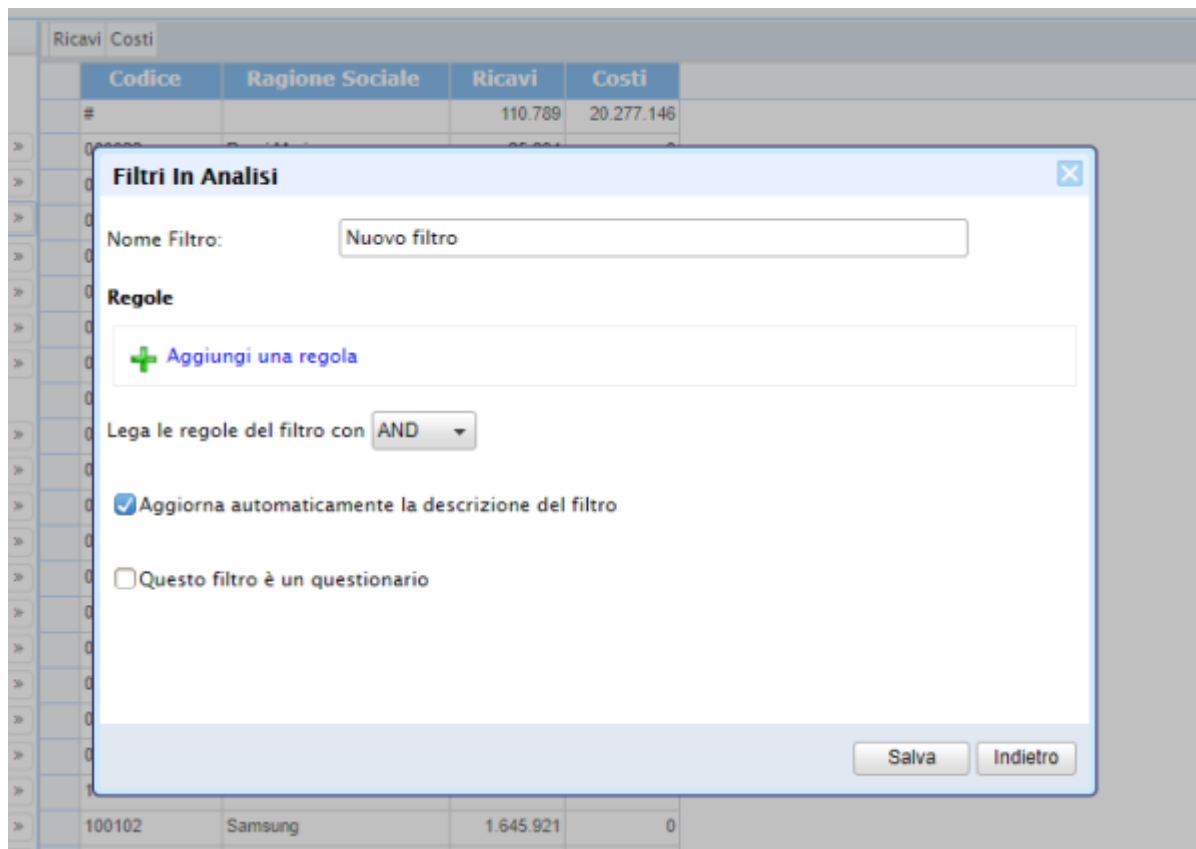 Ricavi Costi
Codice Ragione Sociale Ricavi Costi
# 110.789 20.277.146
Filtri In Analisi
Nome Filtro: Nuovo filtro
Regole
Aggiungi una regola
Lega le regole del filtro con AND
Aggiorna automaticamente la descrizione del filtro
Questo filtro è un questionario
Salva Indietro
100102 Samsung 1.645.921 0